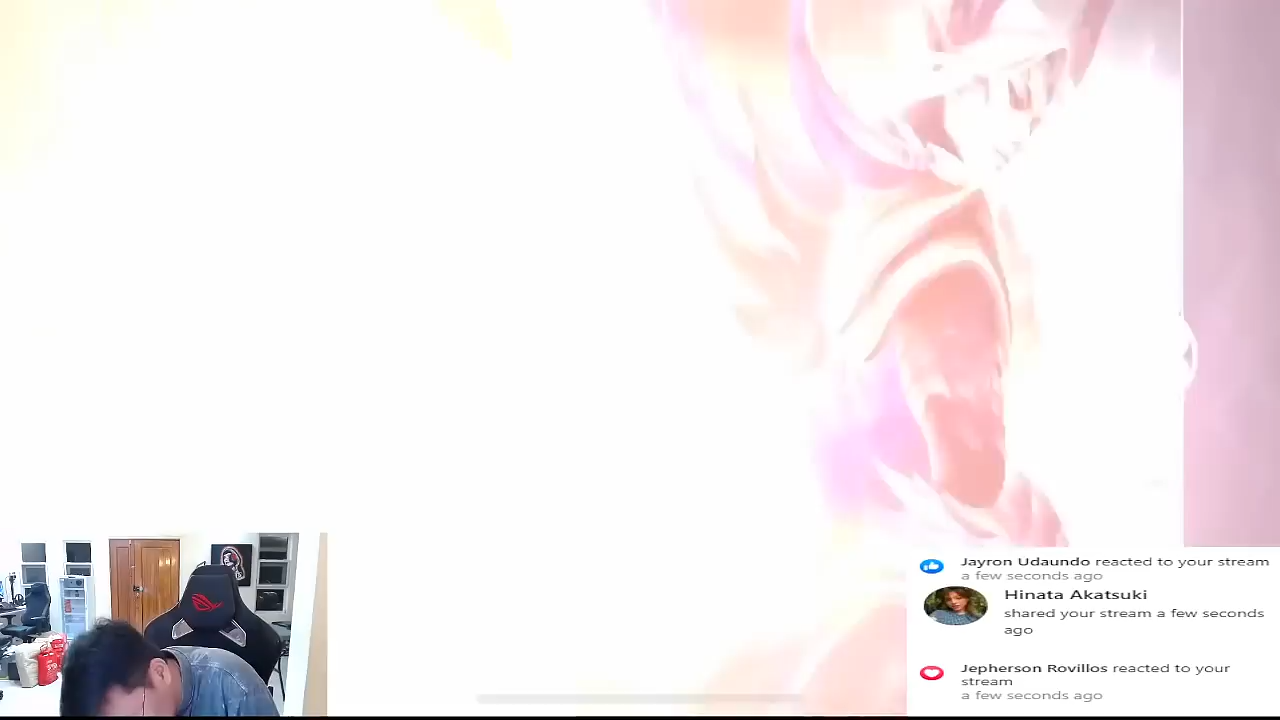 Jayron Udaundo reacted to your stream
a few seconds ago
Hinata Akatsuki
shared your stream a few seconds
ago
Jepherson Rovillos reacted to your
stream
a few seconds ago